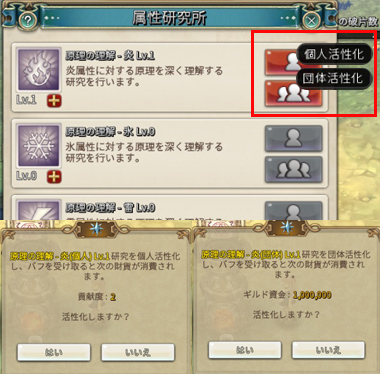 属性研究所
の破片数
原理の理解 - 炎 Lv.1
炎属性に対する原理を深く理解する
研究を行います。
Lv.1
個人活性化
団体活性化
原理の理解 - 氷 Lv.0
氷属性に対する原理を深く理解する
研究を行います。
Lv.0
原理の理解 - 雷 Lv.0
原理の理解 - 炎(個人) Lv.1研究を個人活性化
し、バフを受け取ると次の財貨が消費されま
す。
貢献度 : 2
活性化しますか？
はい
いいえ
原理の理解 - 炎(団体) Lv.1研究を団体活性化
し、バフを受け取ると次の財貨が消費されま
す。
ギルド資金 : 1,000,000
活性化しますか？
はい
いいえ